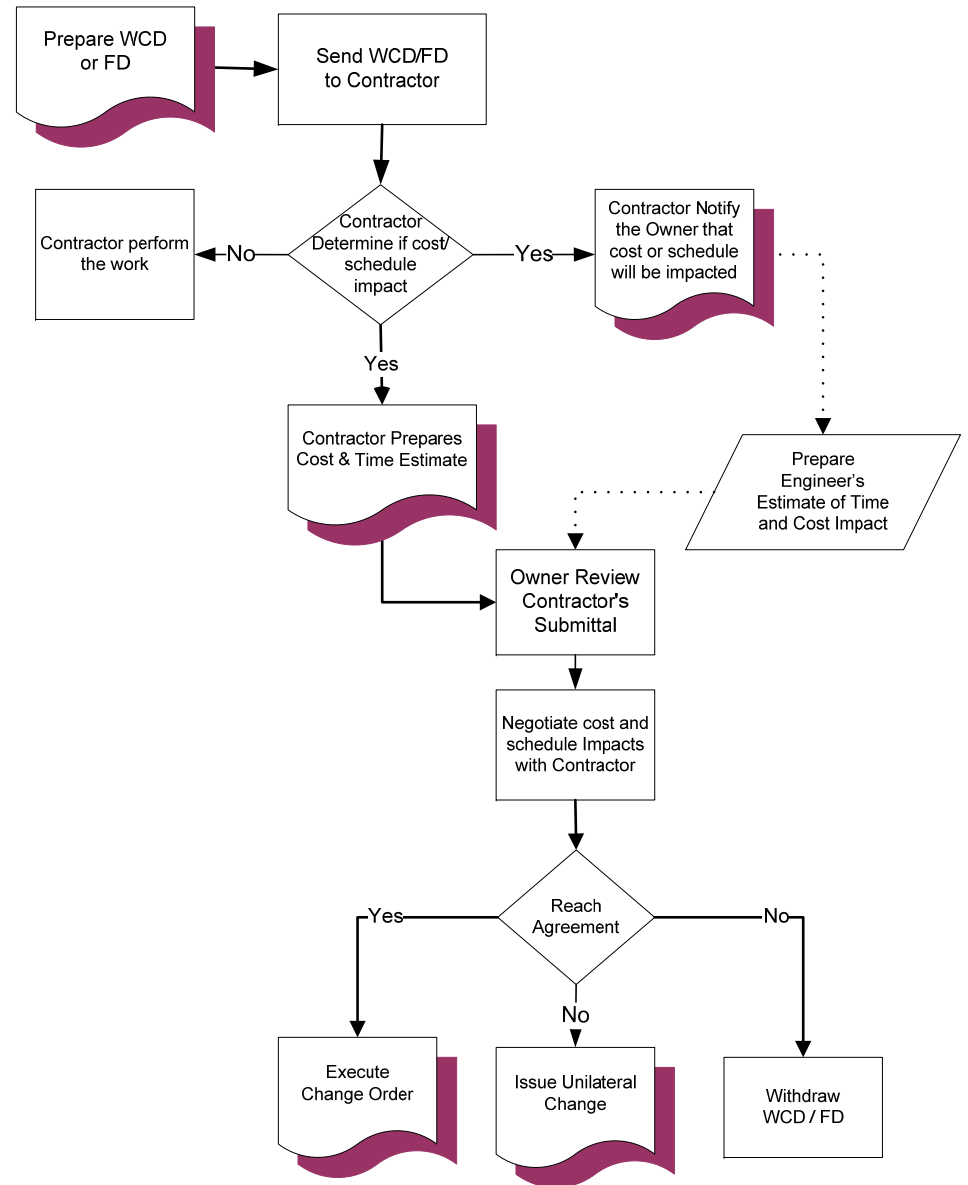 Prepare WCD
or FD
Send WCD/FD
to Contractor
Contractor
Determine if cost/
schedule
impact
No
Contractor perform
the work
Yes
Contractor Notify
the Owner that
cost or schedule
will be impacted
Yes
Contractor Prepares
Cost & Time Estimate
Prepare
Engineer’s
Estimate of Time
and Cost Impact
Owner Review
Contractor's
Submittal
Negotiate cost and
schedule Impacts
with Contractor
Reach
Agreement
Yes
No
No
Execute
Change Order
Issue Unilateral
Change
Withdraw
WCD / FD